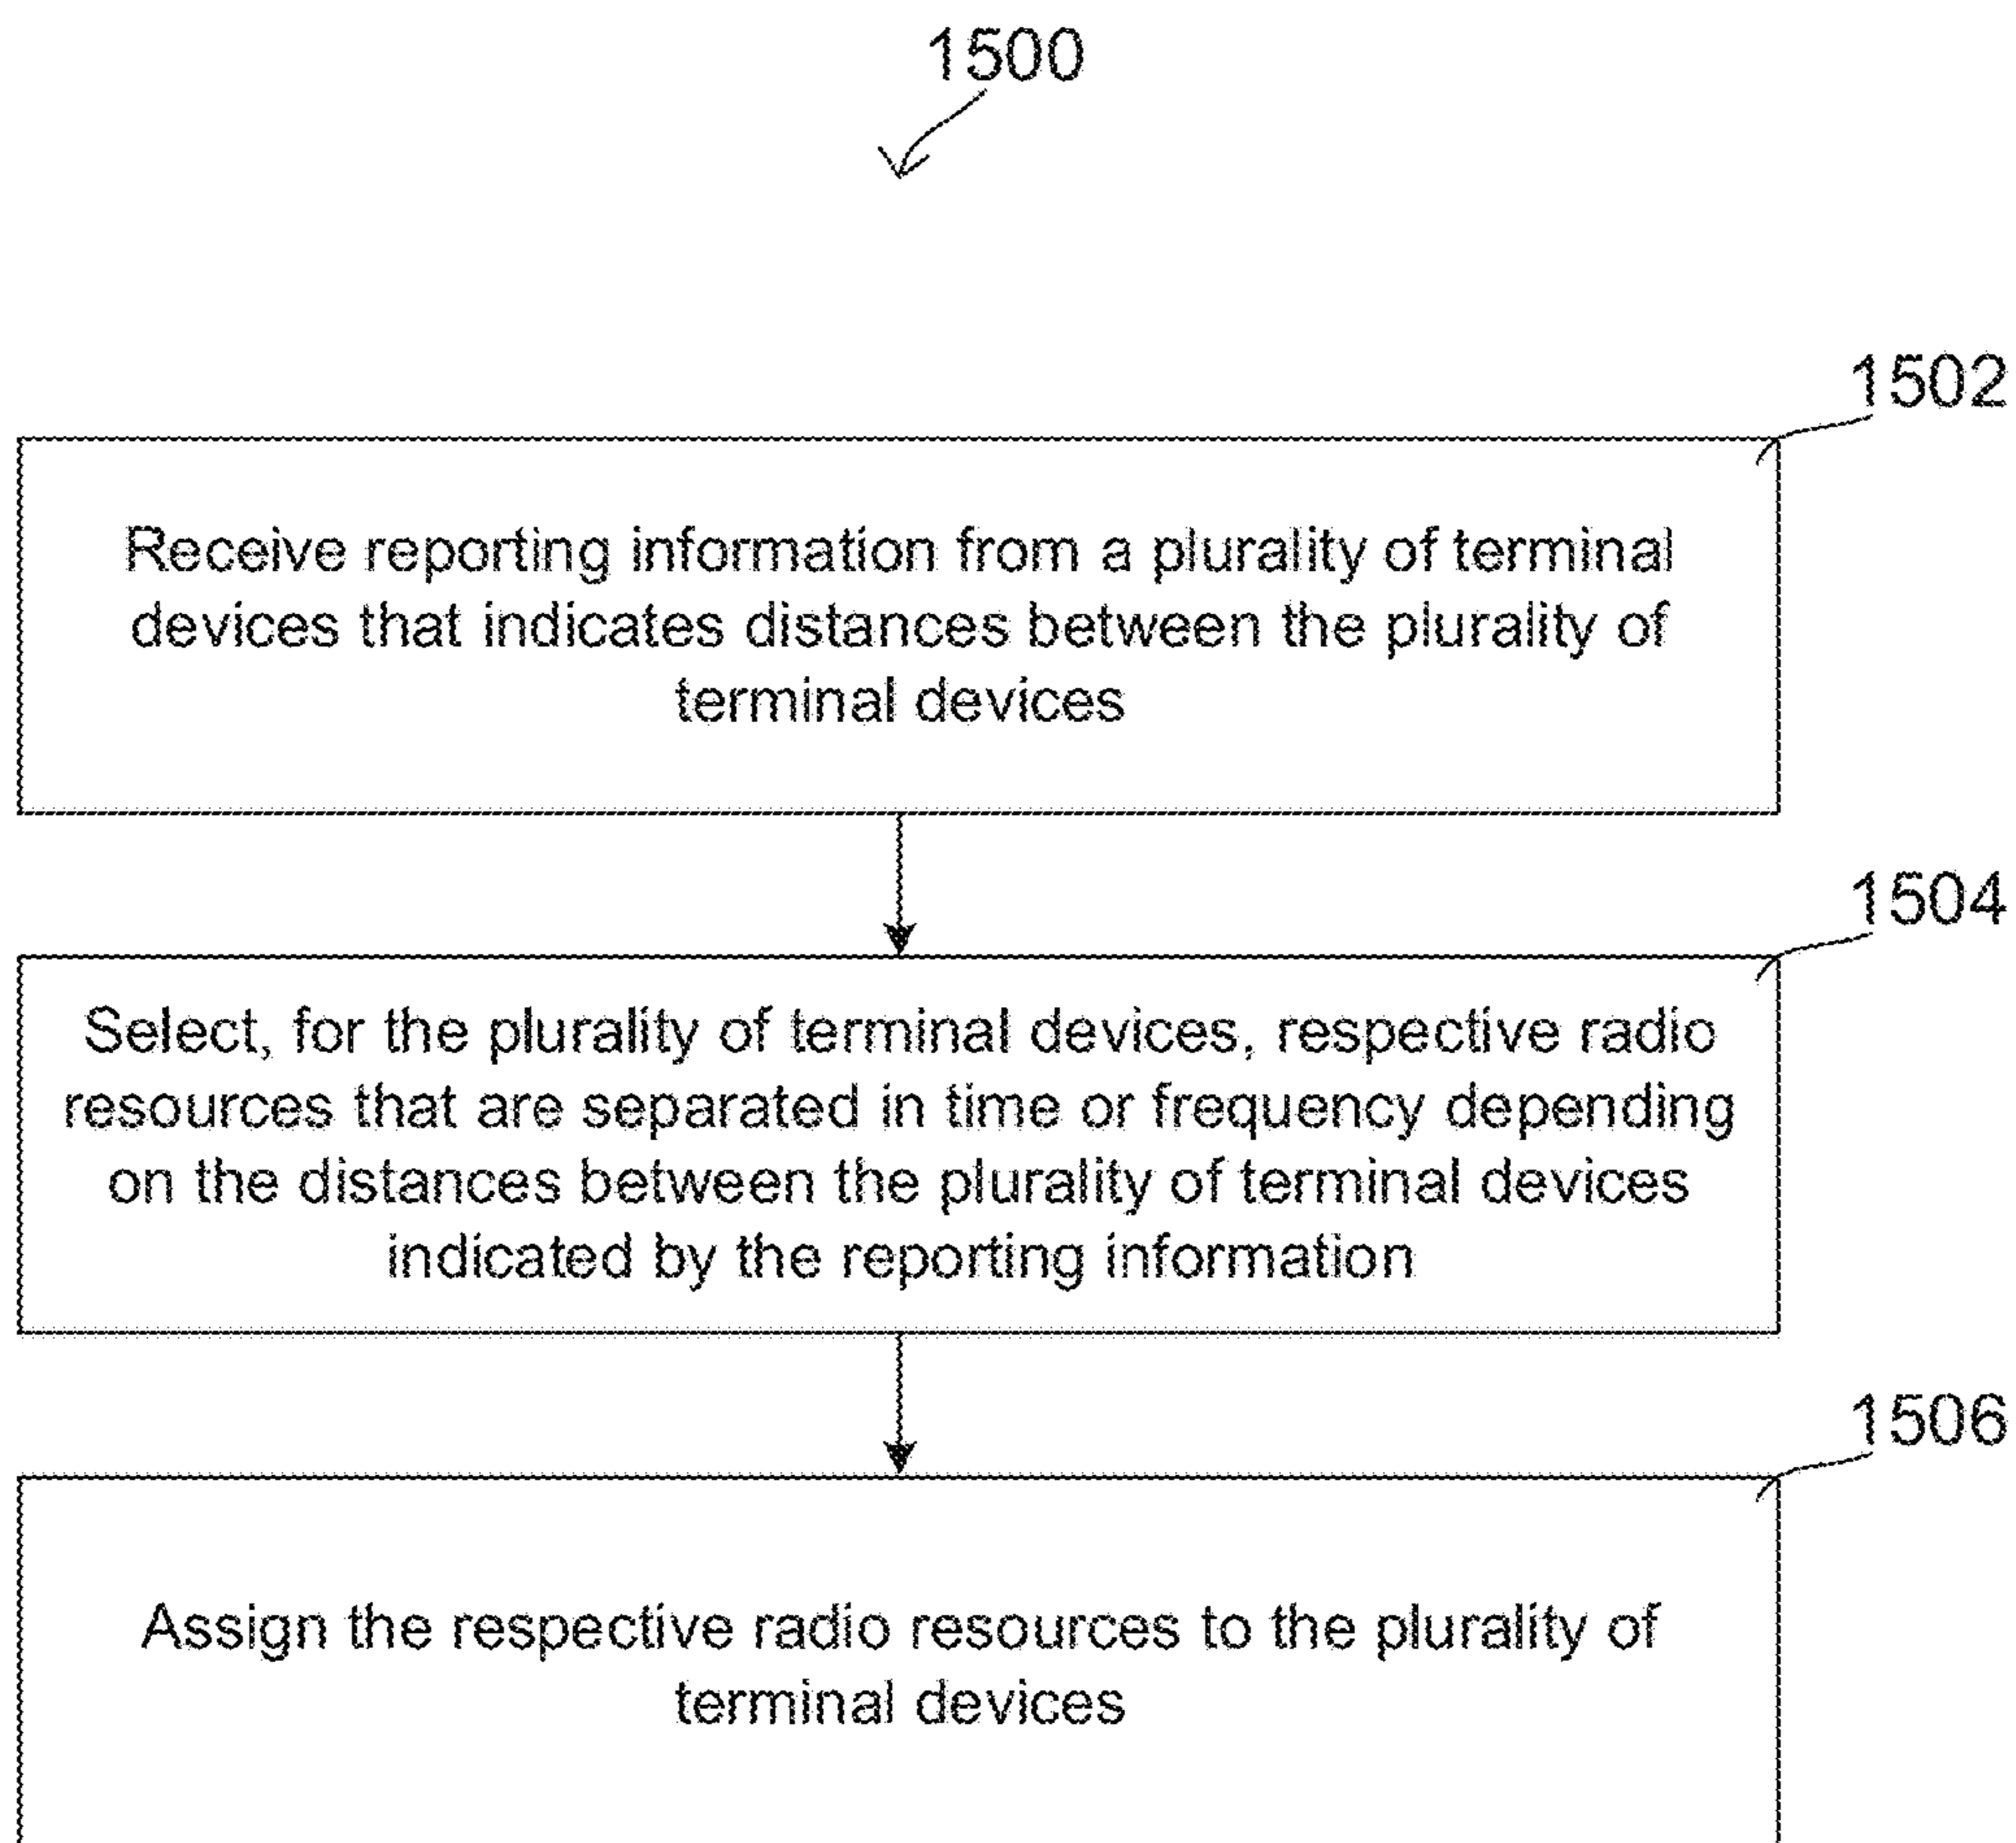 1500
1502
Receive reporting information from a plurality of terminal
devices that indicates distances between the plurality of
terminal devices
1504
Select, for the plurality of terminal devices, respective radio
resources that are separated in time or frequency depending
on the distances between the plurality of terminal devices
indicated by the reporting information
1506
Assign the respective radio resources to the plurality of
terminal devices